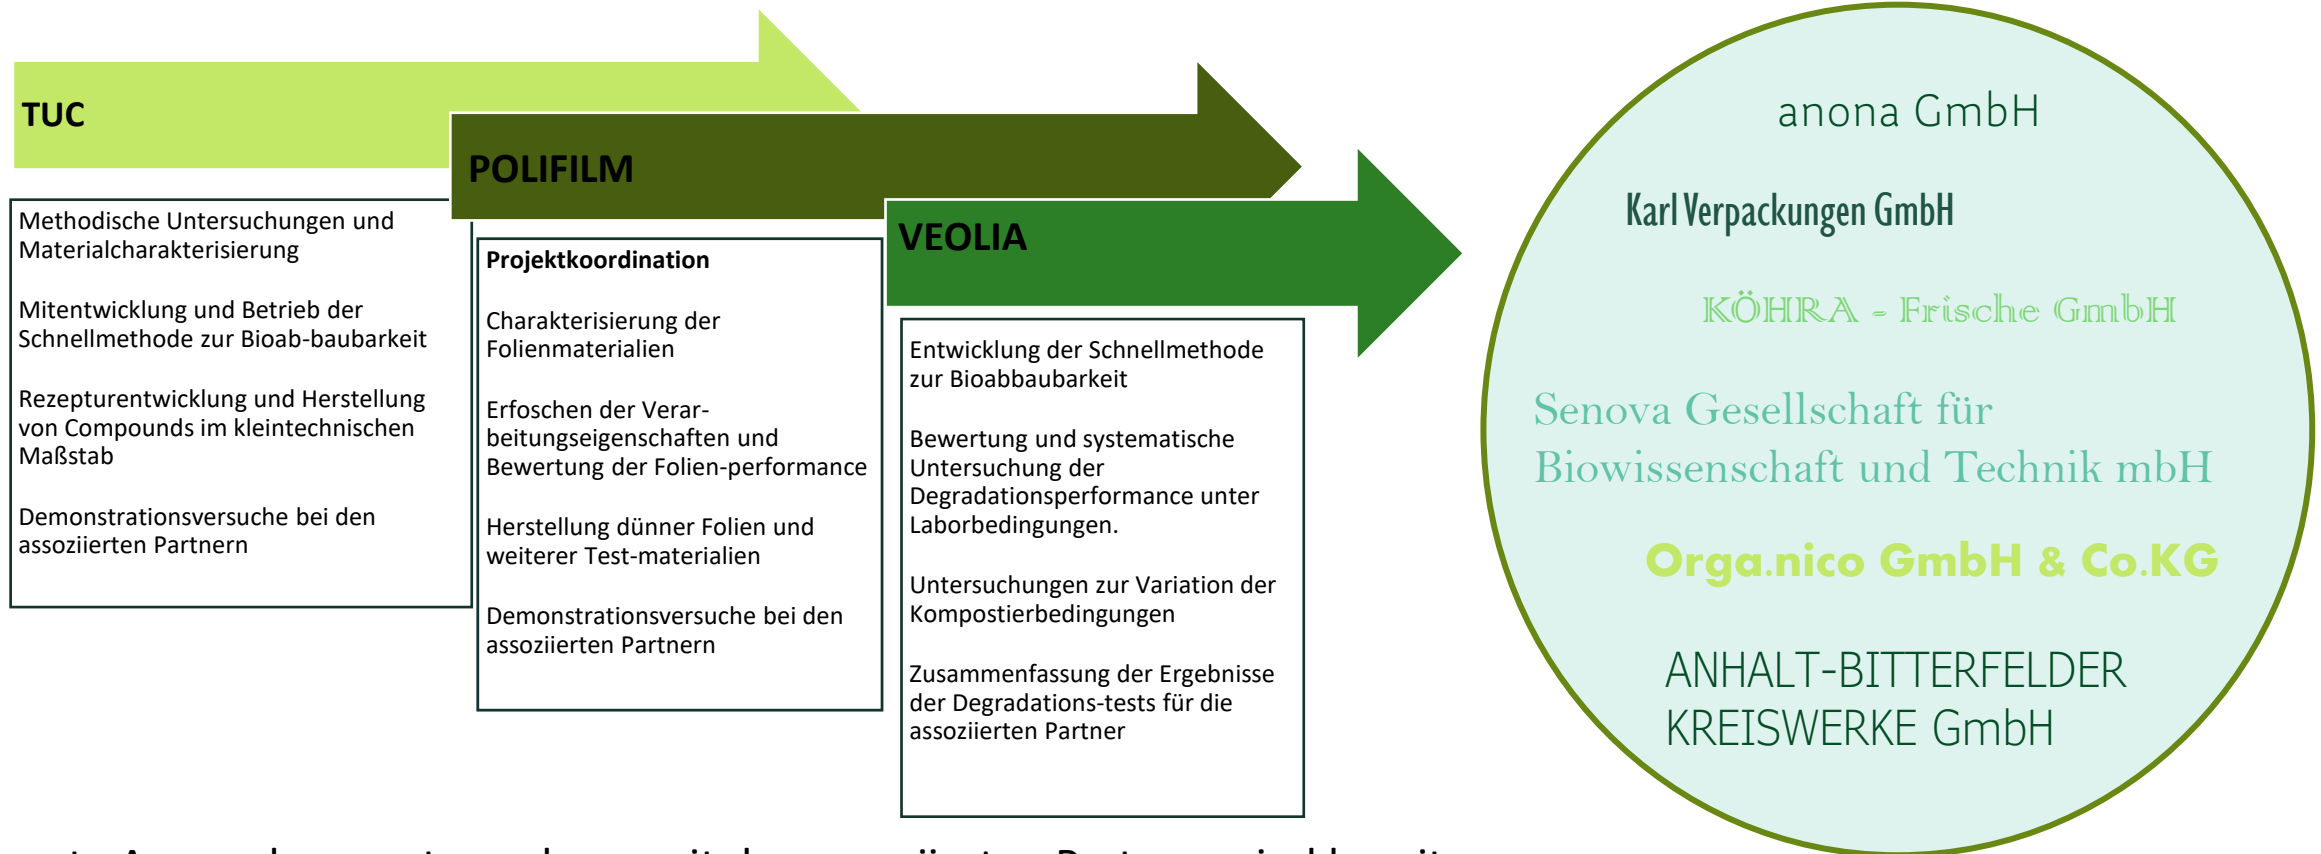 TUC
Methodische Untersuchungen und
Materialcharakterisierung
Mitentwicklung und Betrieb der
Schnellmethode zur Bioab-baubarkeit
Rezepturentwicklung und Herstellung
von Compounds im kleintechnischen
Maßstab
Demonstrationsversuche bei den
assoziierten Partnern
POLIFILM
Projektkoordination
Charakterisierung der
Folienmaterialien
Erfoschen der Verar-
beitungseigenschaften und
Bewertung der Folien-performance
Herstellung dünner Folien und
weiterer Test-materialien
Demonstrationsversuche bei den
assoziierten Partnern
VEOLIA
Entwicklung der Schnellmethode
zur Bioabbaubarkeit
Bewertung und systematische
Untersuchung der
Degradationsperformance unter
Laborbedingungen.
Untersuchungen zur Variation der
Kompostierbedingungen
Zusammenfassung der Ergebnisse
der Degradations-tests für die
assoziierten Partner
anona GmbH
Karl Verpackungen GmbH
KÖHRA - Frische GmbH
Senova Gesellschaft für
Biowissenschaft und Technik mbH
Orga.nico GmbH & Co.KG
ANHALT-BITTERFELDER
KREISWERKE GmbH